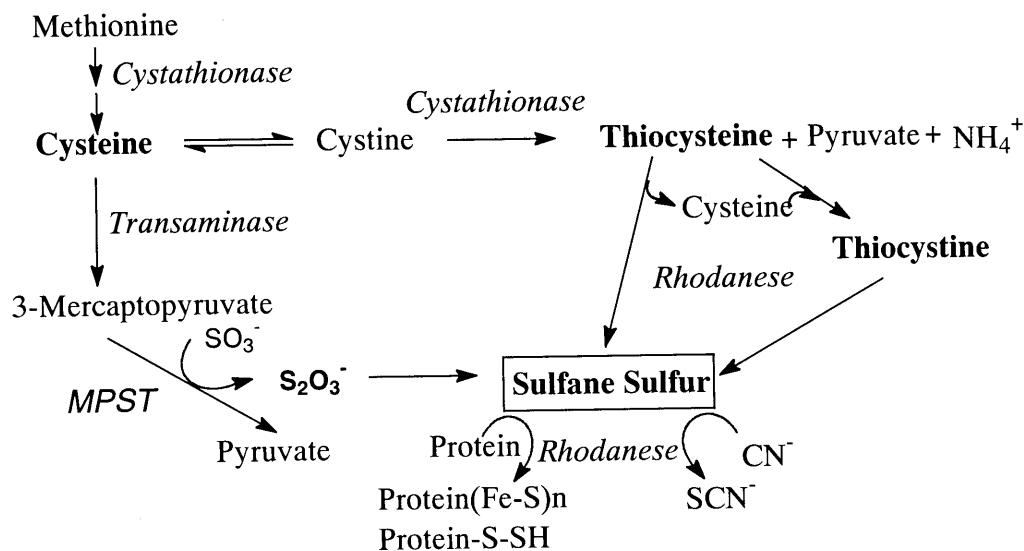 Methionine
Cystathionase
Cystathionase
Cysteine
Cystine
Thiocysteine + Pyruvate + NH₄⁺
Cysteine
Transaminase
Thiocystine
Rhodanese
3-Mercaptopyruvate
SO₃⁻
S₂O₃⁻
Sulfane Sulfur
MPST
Pyruvate
Protein
Rhodanese
CN⁻
Protein(Fe-S)n
SCN⁻
Protein-S-SH